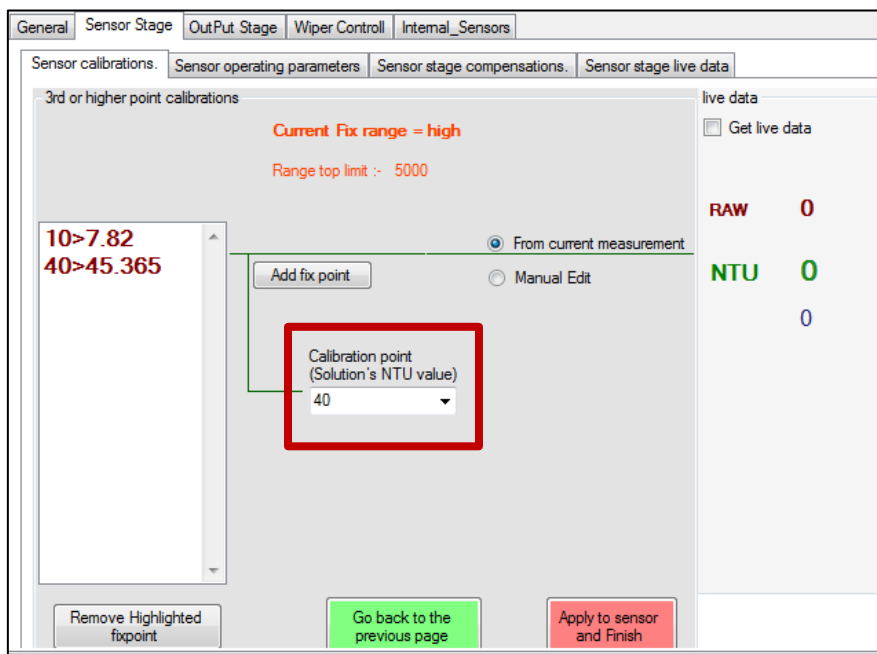 General Sensor Stage OutPut Stage Wiper Controll Internal_Sensors
Sensor calibrations. Sensor operating parameters Sensor stage compensations. Sensor stage live data
3rd or higher point calibrations
live data
Current Fix range = high
Get live data
Range top limit :- 5000
RAW 0
10>7.82
40>45.365
From current measurement
Add fix point
Manual Edit
NTU 0
0
Calibration point
(Solution's NTU value)
40
Remove Highlighted
fixpoint
Go back to the
previous page
Apply to sensor
and Finish